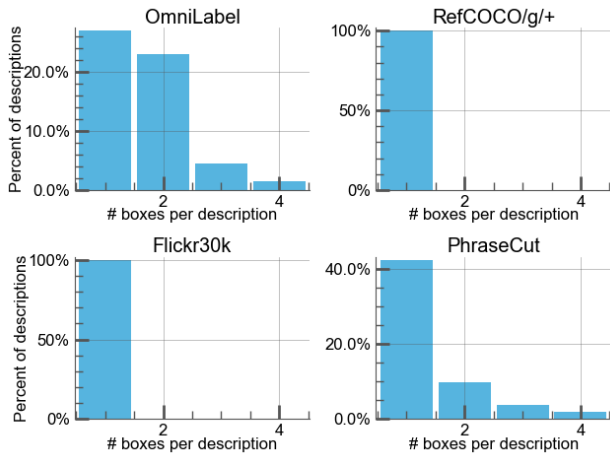 OmniLabel
Percent of descriptions
20.0%
10.0%
0.0%
2 4
# boxes per description
RefCOCO/g/+
100%
50%
0%
2 4
# boxes per description
Flickr30k
Percent of descriptions
100%
50%
0%
2 4
# boxes per description
PhraseCut
40.0%
20.0%
0.0%
2 4
# boxes per description